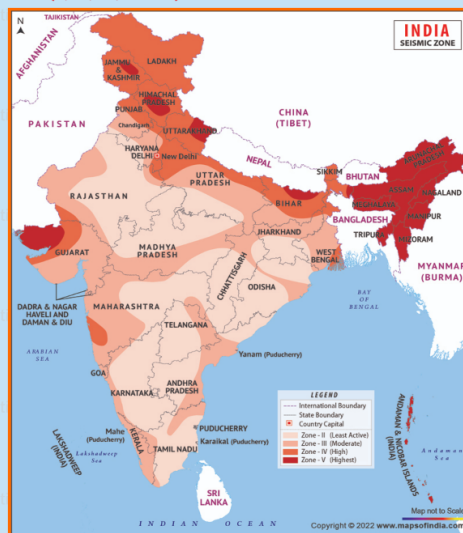 TAJIKISTAN
N
INDIA
SEISMIC ZONE
AFGHANISTAN
LADAKH
JAMMU
&
KASHMIR
HIMACHAL
PRADESH
PUNJAB
CHINA
(TIBET)
PAKISTAN
Chandigarh
UTTARAKHAND
HARYANA
DELHI
New Delhi
NEPAL
ARUNACHAL
PRADESH
SIKKIM
BHUTAN
UTTAR
PRADESH
ASSAM
NAGALAND
RAJASTHAN
BIHAR
MEGHALAYA
MANIPUR
BANGLADESH
TRIPURA
MIZORAM
JHARKHAND
MADHYA
PRADESH
WEST
BENGAL
GUJARAT
CHHATTISGARH
MYANMAR
(BURMA)
DADRA & NAGAR
HAVELI AND
DAMAN & DIU
ODISHA
MAHARASHTRA
BAY
OF
BENGAL
TELANGANA
ARABIAN
SEA
Yanam (Puducherry)
GOA
ANDHRA
PRADESH
KARNATAKA
LEGEND
International Boundary
State Boundary
Country Capital
Zone - II (Least Active)
Zone - III (Moderate)
Zone - IV (High)
Zone - V (Highest)
ANDAMAN & NICOBAR ISLANDS
(INDIA)
Mahe
(Puducherry)
PUDUCHERRY
Karaikal (Puducherry)
KERALA
TAMIL NADU
LAKSHADWEEP
(INDIA)
Lakshadweep
Sea
Andaman
Sea
SRI
LANKA
Map not to Scale
INDIAN OCEAN
Copyright © 2022 www.mapsofindia.com